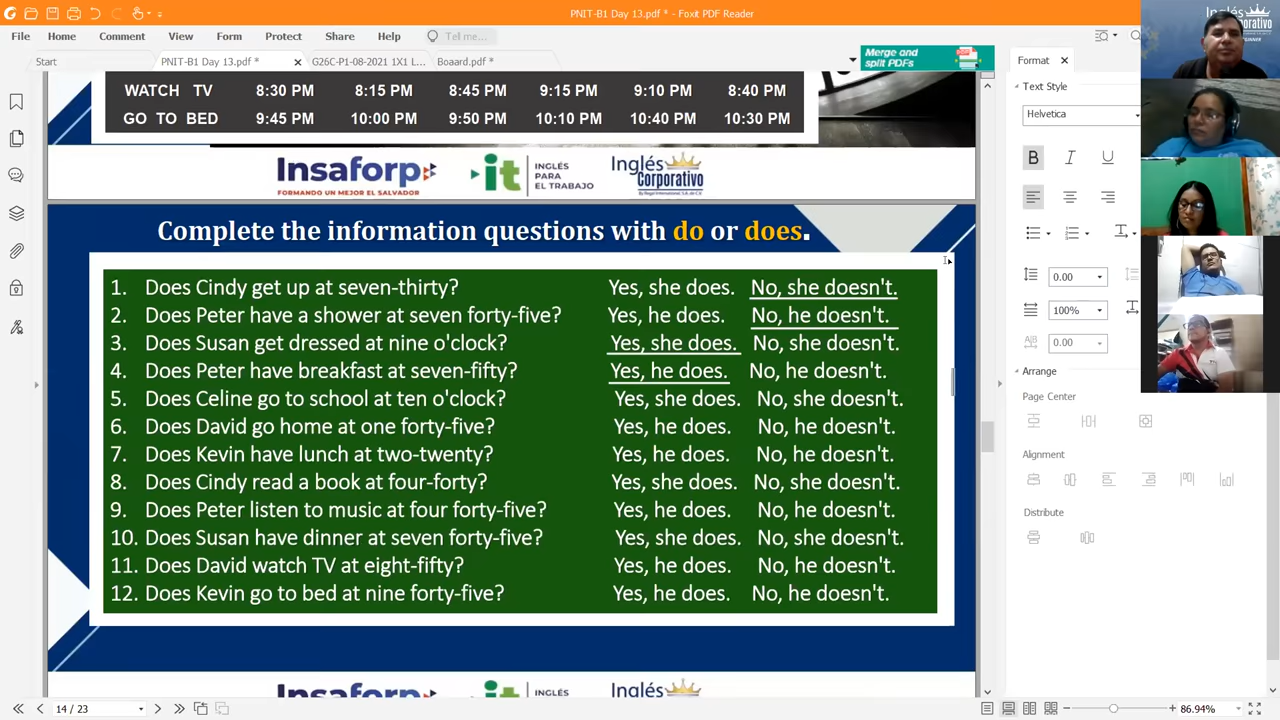 PNIT-B1 Day 13.pdf * - Foxit PDF Reader
File Home Comment View Form Protect Share Help Tell me...
Merge and split PDFs
Start PNIT-B1 Day 13.pdf * G26C-P1-08-2021 1X1 L... Board.pdf *
WATCH TV 8:30 PM 8:15 PM 8:45 PM 9:15 PM 9:10 PM 8:40 PM
GO TO BED 9:45 PM 10:00 PM 9:50 PM 10:10 PM 10:40 PM 10:30 PM
Insaforp
FORMANDO UN MEJOR EL SALVADOR
it INGLÉS PARA EL TRABAJO
Inglés Corporativo
Complete the information questions with do or does.
1. Does Cindy get up at seven-thirty? Yes, she does. No, she doesn't.
2. Does Peter have a shower at seven forty-five? Yes, he does. No, he doesn't.
3. Does Susan get dressed at nine o'clock? Yes, she does. No, she doesn't.
4. Does Peter have breakfast at seven-fifty? Yes, he does. No, he doesn't.
5. Does Celine go to school at ten o'clock? Yes, she does. No, she doesn't.
6. Does David go home at one forty-five? Yes, he does. No, he doesn't.
7. Does Kevin have lunch at two-twenty? Yes, he does. No, he doesn't.
8. Does Cindy read a book at four-forty? Yes, she does. No, she doesn't.
9. Does Peter listen to music at four forty-five? Yes, he does. No, he doesn't.
10. Does Susan have dinner at seven forty-five? Yes, she does. No, she doesn't.
11. Does David watch TV at eight-fifty? Yes, he does. No, he doesn't.
12. Does Kevin go to bed at nine forty-five? Yes, he does. No, he doesn't.
Insaforp
it INGLÉS
Inglés
14 / 23
86.94%
Format
Text Style
Helvetica
B I U
0.00
100%
0.00
Arrange
Page Center
Alignment
Distribute
Inglés
Corporativo